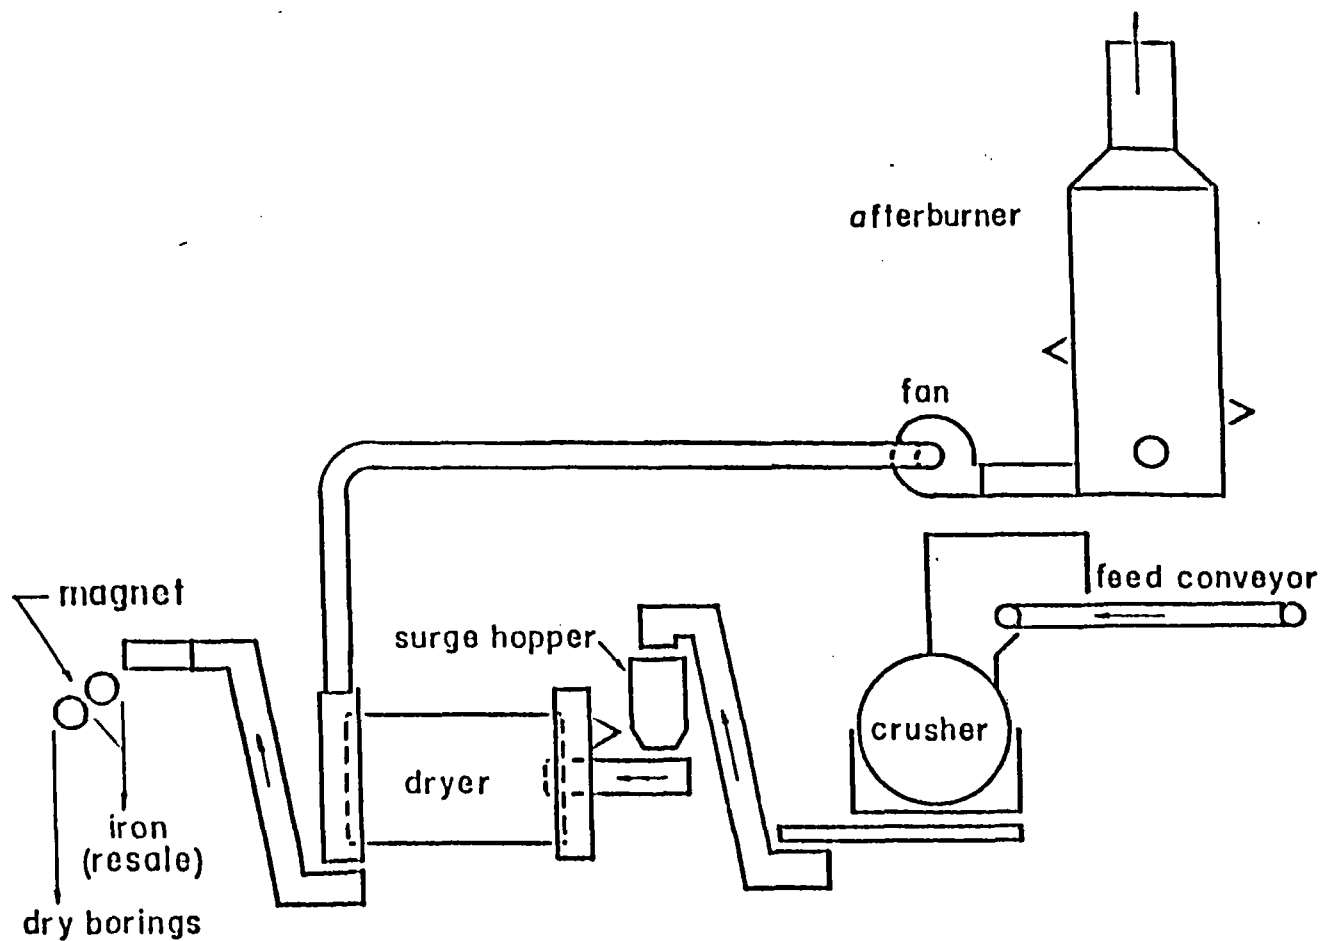 afterburner
fan
feed conveyor
magnet
surge hopper
crusher
dryer
iron
(resale)
dry borings